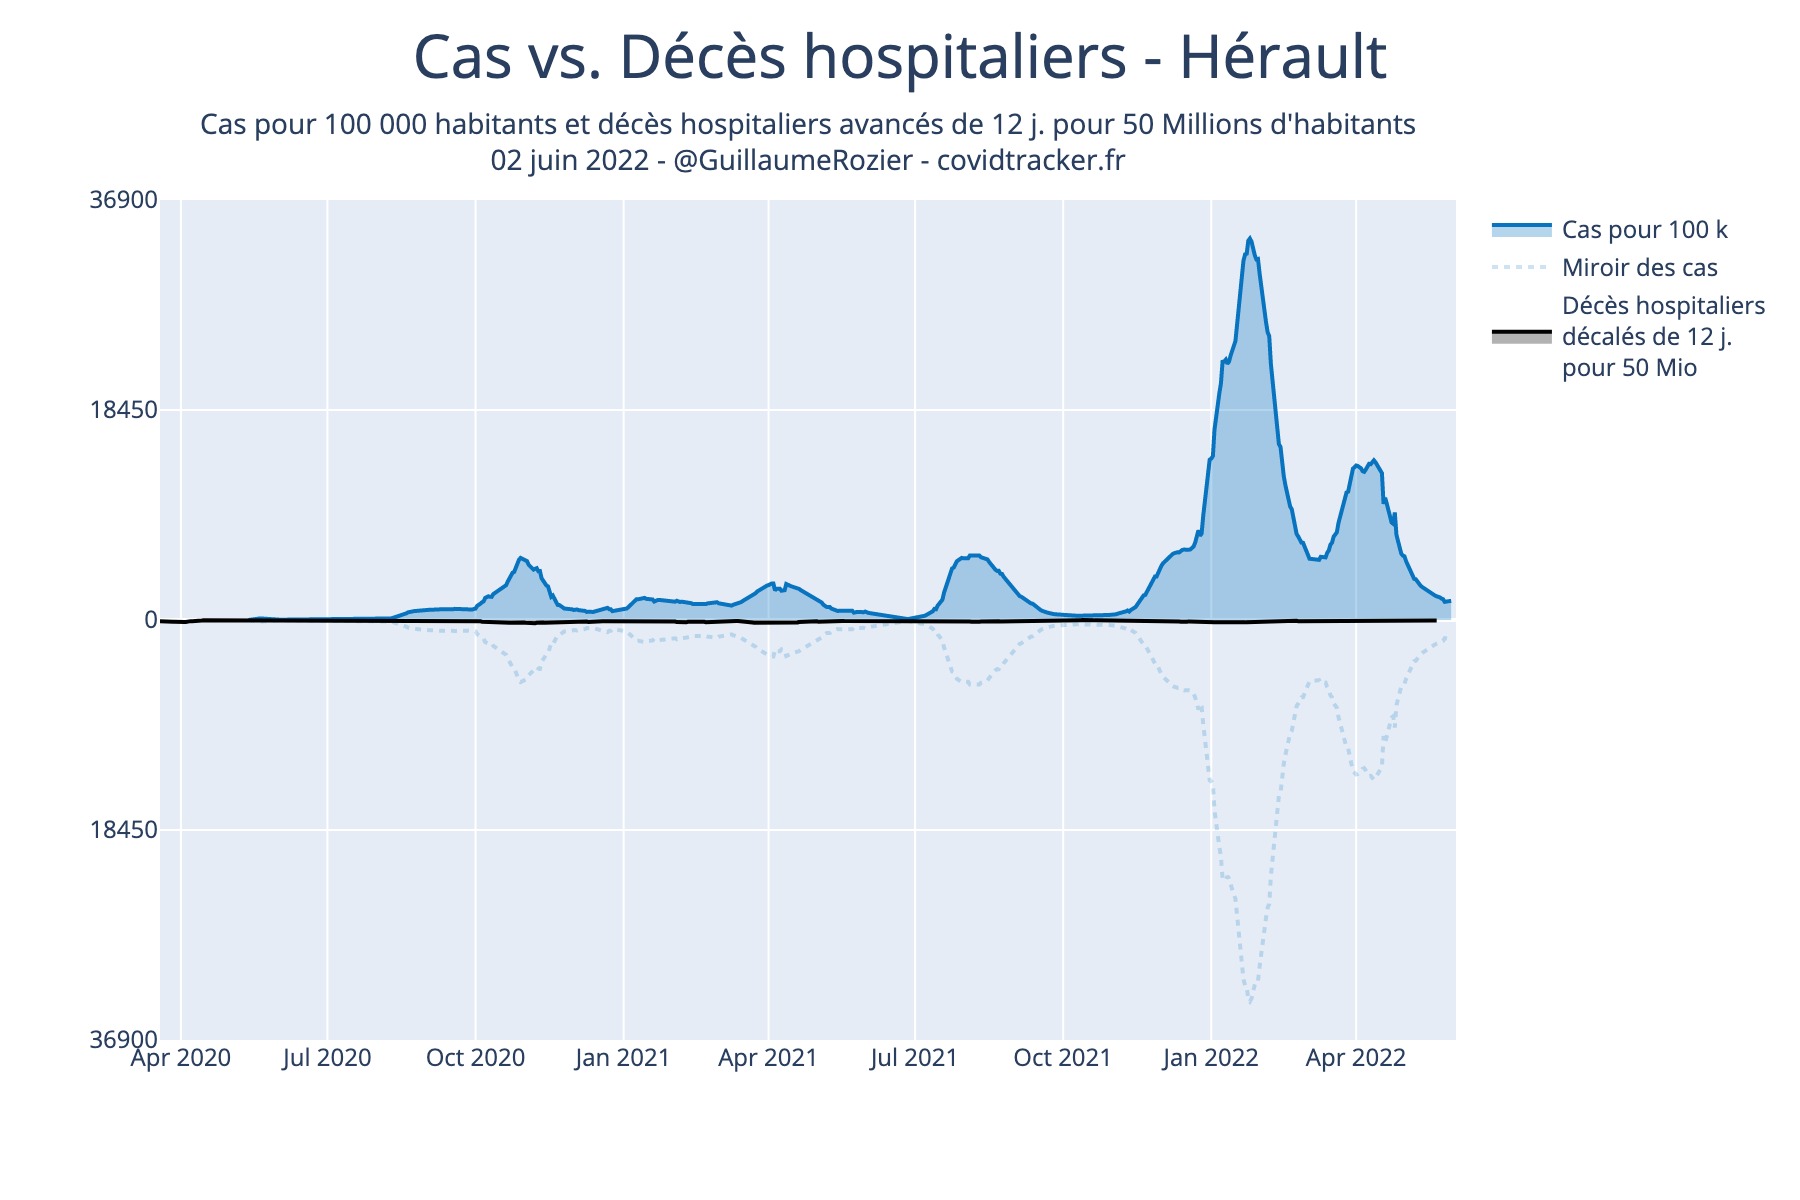 Cas vs. Décès hospitaliers - Hérault
Cas pour 100 000 habitants et décès hospitaliers avancés de 12 j. pour 50 Millions d'habitants
02 juin 2022 - @GuillaumeRozier - covidtracker.fr
36900
18450
0
18450
36900
Apr 2020
Jul 2020
Oct 2020
Jan 2021
Apr 2021
Jul 2021
Oct 2021
Jan 2022
Apr 2022
Cas pour 100 k
Miroir des cas
Décès hospitaliers
décalés de 12 j.
pour 50 Mio